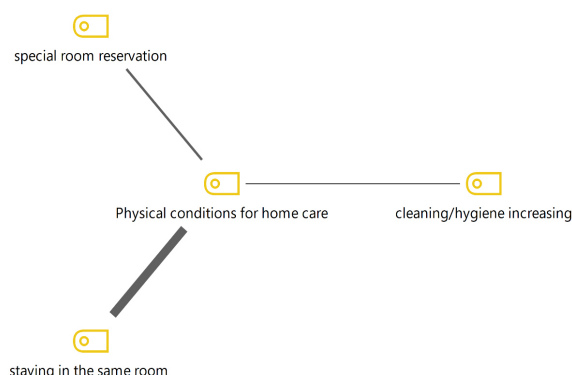 special room reservation
Physical conditions for home care
cleaning/hygiene increasing
staying in the same room